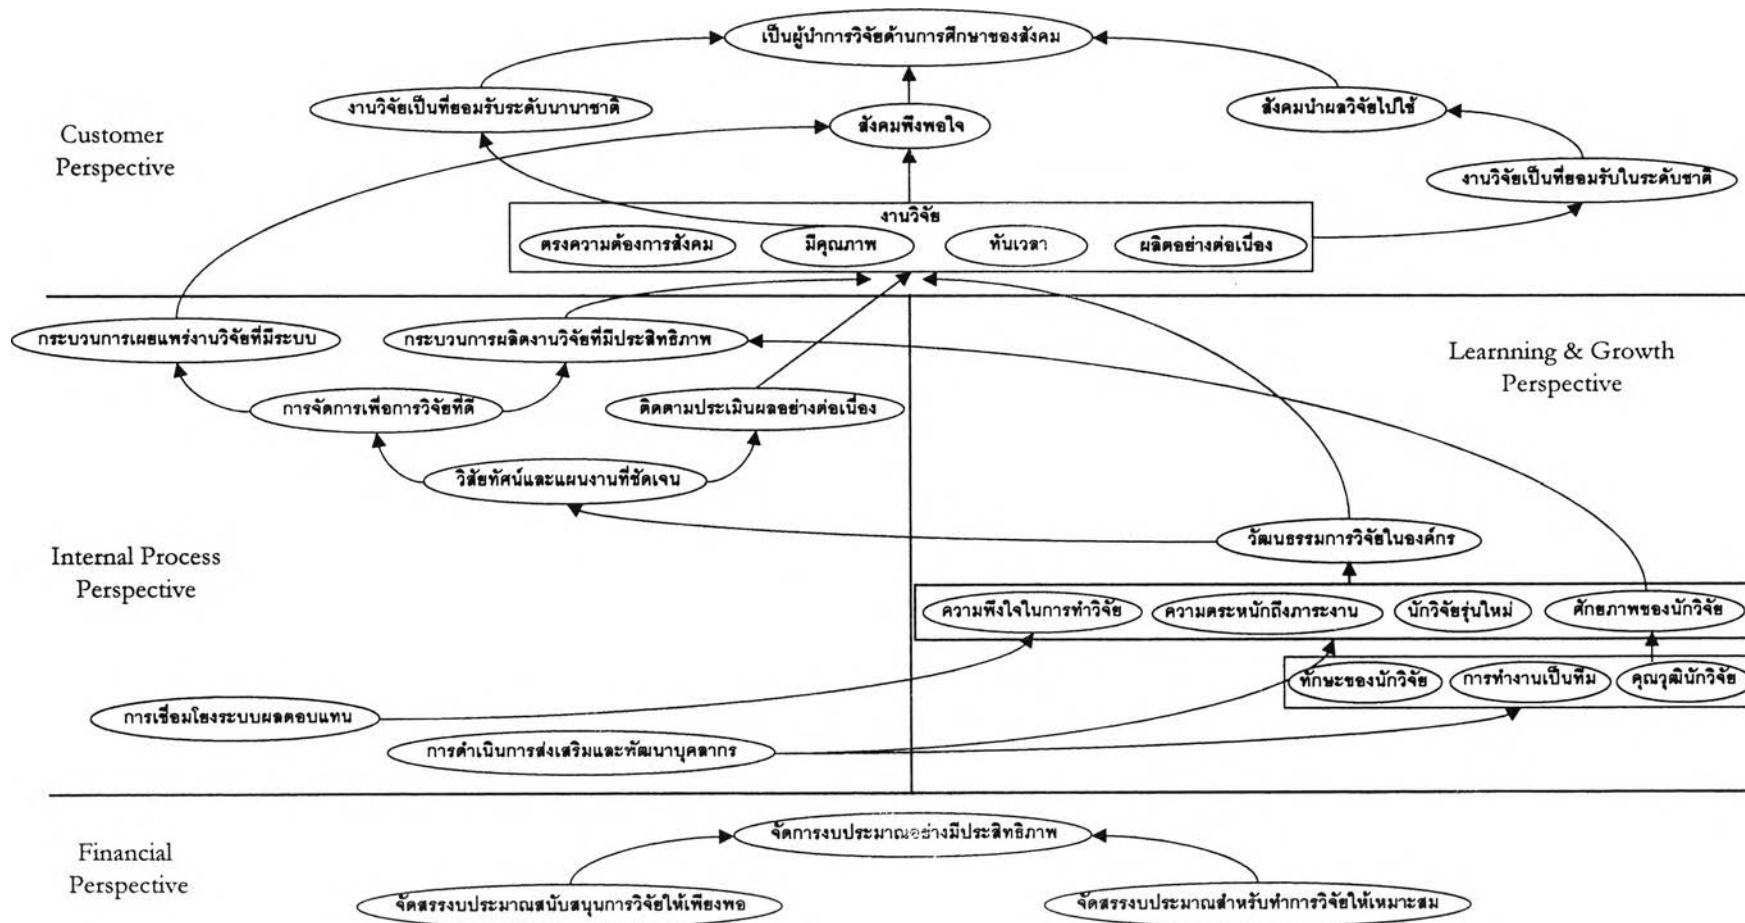 เป็นผู้นำการวิจัยด้านการศึกษาของสังคม
งานวิจัยเป็นที่ยอมรับระดับนานาชาติ
สังคมนำผลวิจัยไปใช้
สังคมพึงพอใจ
Customer
Perspective
งานวิจัยเป็นที่ยอมรับในระดับชาติ
งานวิจัย
ตรงความต้องการสังคม
มีคุณภาพ
ทันเวลา
ผลิตอย่างต่อเนื่อง
กระบวนการเผยแพร่งานวิจัยที่มีระบบ
กระบวนการผลิตงานวิจัยที่มีประสิทธิภาพ
Learnning & Growth
Perspective
การจัดการเพื่อการวิจัยที่ดี
ติดตามประเมินผลอย่างต่อเนื่อง
วิสัยทัศน์และแผนงานที่ชัดเจน
วัฒนธรรมการวิจัยในองค์กร
Internal Process
Perspective
ความพึงใจในการทำวิจัย
ความตระหนักถึงภาระงาน
นักวิจัยรุ่นใหม่
ศักยภาพของนักวิจัย
ทักษะของนักวิจัย
การทำงานเป็นทีม
คุณวุฒินักวิจัย
การเชื่อมโยงระบบผลตอบแทน
การดำเนินการส่งเสริมและพัฒนาบุคลากร
จัดการงบประมาณอย่างมีประสิทธิภาพ
Financial
Perspective
จัดสรรงบประมาณสนับสนุนการวิจัยให้เพียงพอ
จัดสรรงบประมาณสำหรับทำการวิจัยให้เหมาะสม